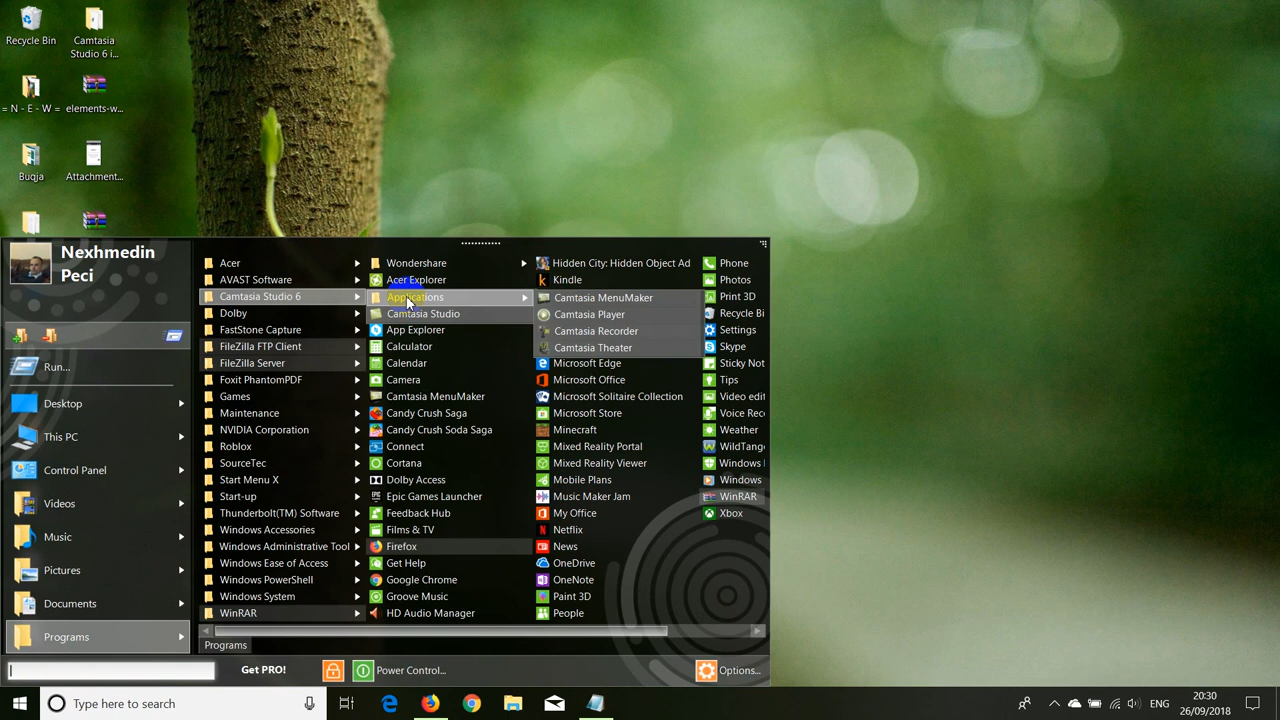 Recycle Bin
Camtasia
Studio 6 i...
= N - E - W =
elements-w...
Buqja
Attachment...
Nexhmedin
Peci
Run...
Desktop
This PC
Control Panel
Videos
Music
Pictures
Documents
Programs
Acer
AVAST Software
Camtasia Studio 6
Dolby
FastStone Capture
FileZilla FTP Client
FileZilla Server
Foxit PhantomPDF
Games
Maintenance
NVIDIA Corporation
Roblox
SourceTec
Start Menu X
Start-up
Thunderbolt(TM) Software
Windows Accessories
Windows Administrative Tool
Windows Ease of Access
Windows PowerShell
Windows System
WinRAR
Wondershare
Acer Explorer
Applications
Camtasia Studio
App Explorer
Calculator
Calendar
Camera
Camtasia MenuMaker
Candy Crush Saga
Candy Crush Soda Saga
Connect
Cortana
Dolby Access
Epic Games Launcher
Feedback Hub
Films & TV
Firefox
Get Help
Google Chrome
Groove Music
HD Audio Manager
Hidden City: Hidden Object Ad
Kindle
Camtasia MenuMaker
Camtasia Player
Camtasia Recorder
Camtasia Theater
Microsoft Edge
Microsoft Office
Microsoft Solitaire Collection
Microsoft Store
Minecraft
Mixed Reality Portal
Mixed Reality Viewer
Mobile Plans
Music Maker Jam
My Office
Netflix
News
OneDrive
OneNote
Paint 3D
People
Phone
Photos
Print 3D
Recycle Bi
Settings
Skype
Sticky Not
Tips
Video edit
Voice Rec
Weather
WildTang
Windows
Windows
WinRAR
Xbox
Programs
Get PRO!
Power Control...
Options...
Type here to search
ENG
20:30
26/09/2018